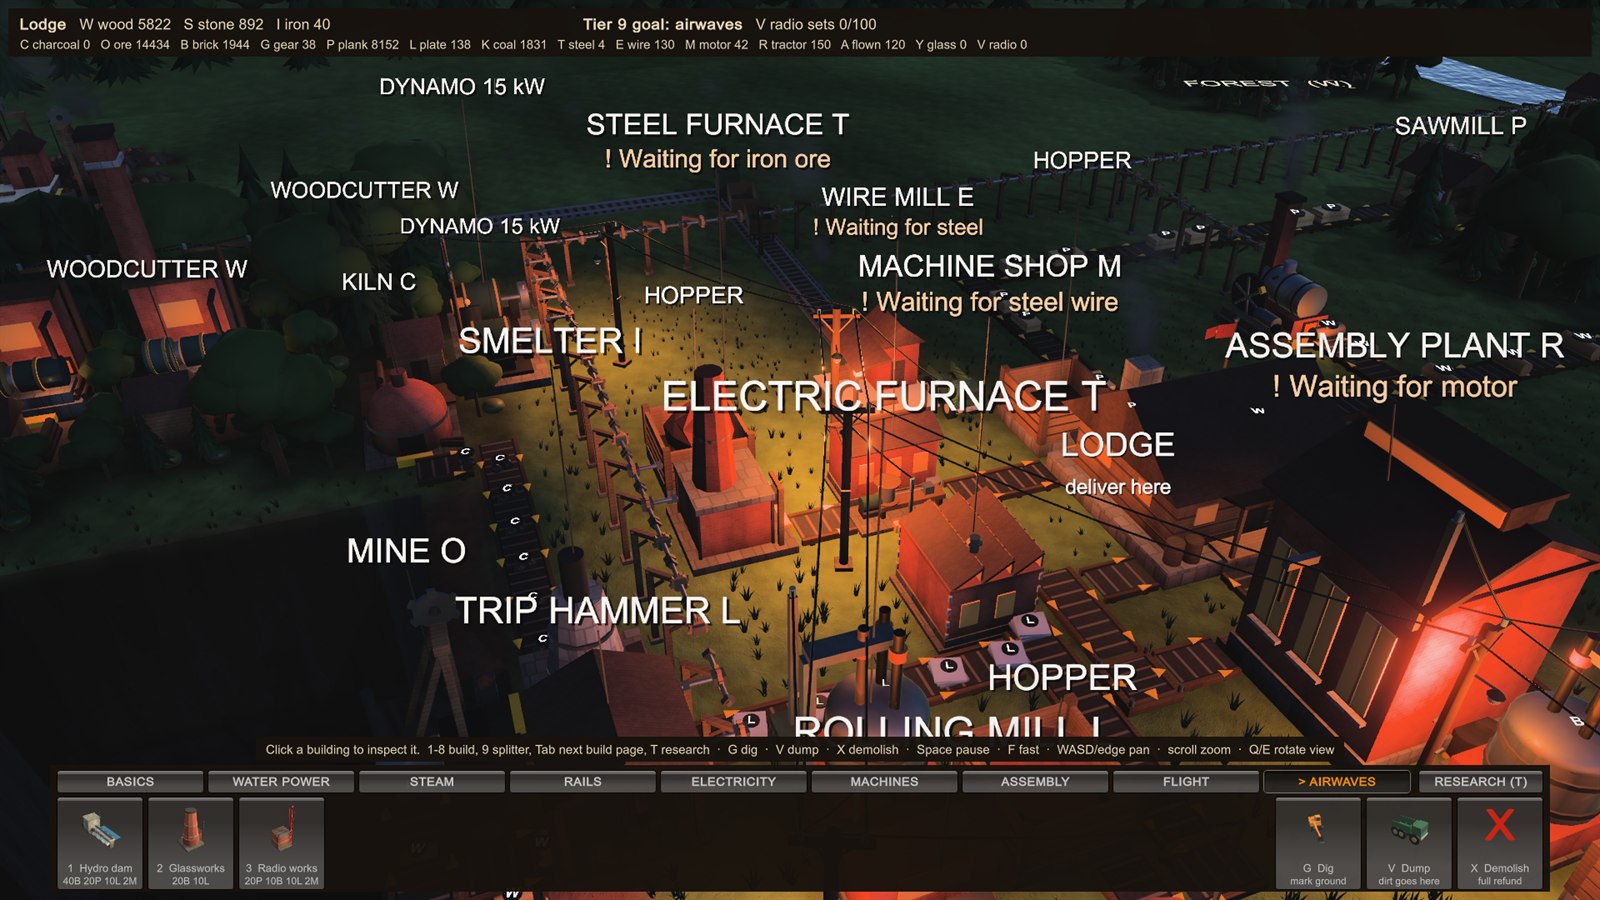 Lodge W wood 5822 S stone 892 I iron 40
Tier 9 goal: airwaves V radio sets 0/100
C charcoal 0 O ore 14434 B brick 1944 G gear 38 P plank 8152 L plate 138 K coal 1831 T steel 4 E wire 130 M motor 42 R tractor 150 A flown 120 Y glass 0 V radio 0
DYNAMO 15 kW
FOREST (W)
STEEL FURNACE T
! Waiting for iron ore
SAWMILL P
HOPPER
WOODCUTTER W
WIRE MILL E
! Waiting for steel
DYNAMO 15 kW
WOODCUTTER W
KILN C
MACHINE SHOP M
! Waiting for steel wire
HOPPER
SMELTER I
ASSEMBLY PLANT R
! Waiting for motor
ELECTRIC FURNACE T
LODGE
deliver here
MINE O
TRIP HAMMER L
HOPPER
ROLLING MILL L
Click a building to inspect it. 1-8 build, 9 splitter, Tab next build page, T research · G dig · V dump · X demolish · Space pause · F fast · WASD/edge pan · scroll zoom · Q/E rotate view
BASICS WATER POWER STEAM RAILS ELECTRICITY MACHINES ASSEMBLY FLIGHT > AIRWAVES RESEARCH (T)
1 Hydro dam
40B 20P 10L 2M
2 Glassworks
20B 10L
3 Radio works
20P 10B 10L 2M
G Dig
mark ground
V Dump
dirt goes here
X Demolish
full refund